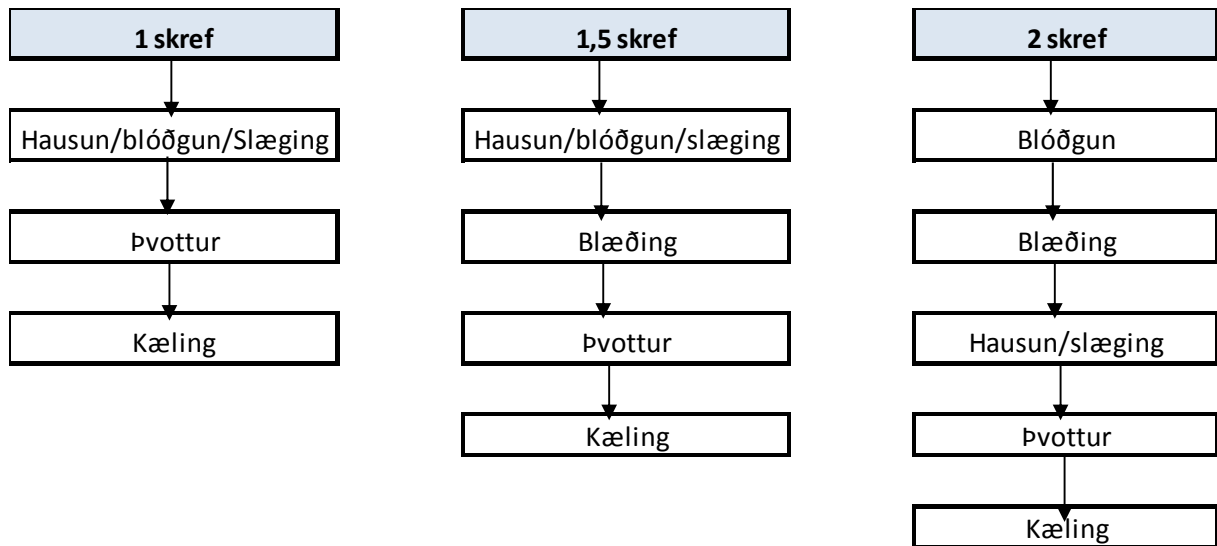 1 skref
Hausun/blóðgun/Slæging
Þvottur
Kæling
1,5 skref
Hausun/blóðgun/slæging
Blæðing
Þvottur
Kæling
2 skref
Blóðgun
Blæðing
Hausun/slæging
Þvottur
Kæling